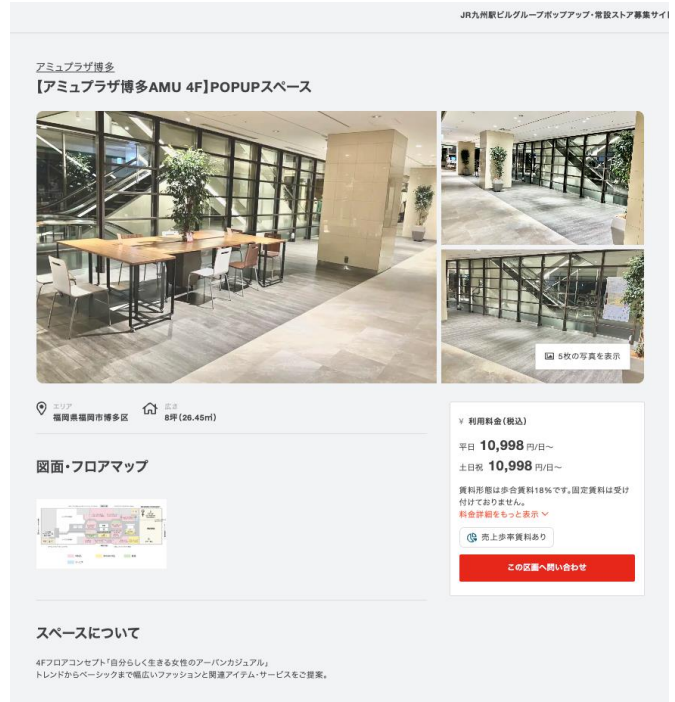 JR九州駅ビルグループポップアップ・常設ストア募集サイト
アミュプラザ博多
【アミュプラザ博多AMU 4F】POPUPスペース
5枚の写真を表示
エリア
福岡県福岡市博多区
広さ
8坪(26.45㎡)
図面・フロアマップ
¥ 利用料金(税込)
平日 10,998 円/日〜
土日祝 10,998 円/日〜
賃料形態は歩合賃料18%です。固定賃料は受け
付けておりません。
料金詳細をもっと表示
売上歩率賃料あり
この区画へ問い合わせ
スペースについて
4Fフロアコンセプト「自分らしく生きる女性のアーバンカジュアル」
トレンドからベーシックまで幅広いファッションと関連アイテム・サービスをご提案。